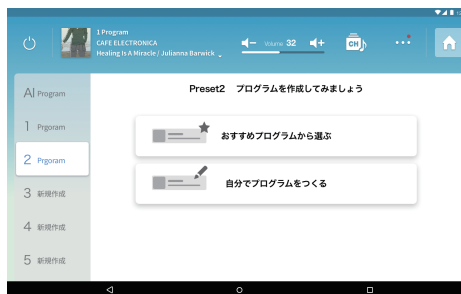 1 Program
CAFE ELECTRONICA
Healing Is A Miracle / Julianna Barwick
Volume 32
CH
AI Program
1 Prgoram
2 Prgoram
3 新規作成
4 新規作成
5 新規作成
Preset2 プログラムを作成してみましょう
おすすめプログラムから選ぶ
自分でプログラムをつくる